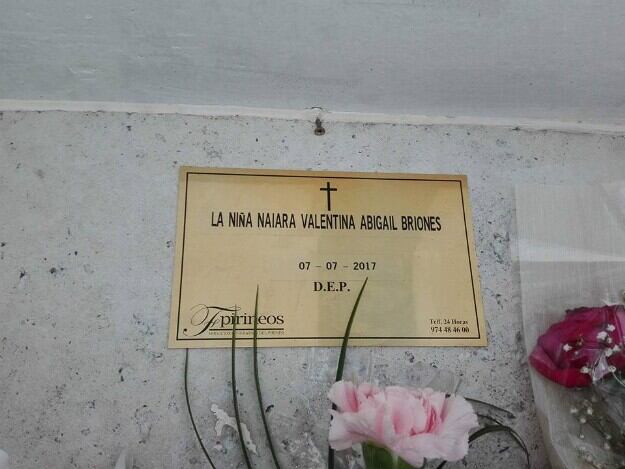 LA NIÑA NAIARA VALENTINA ABIGAIL BRIONES
07 - 07 - 2017
D.E.P.
pirineos
Telf. 24 Horas
974 48 46 00